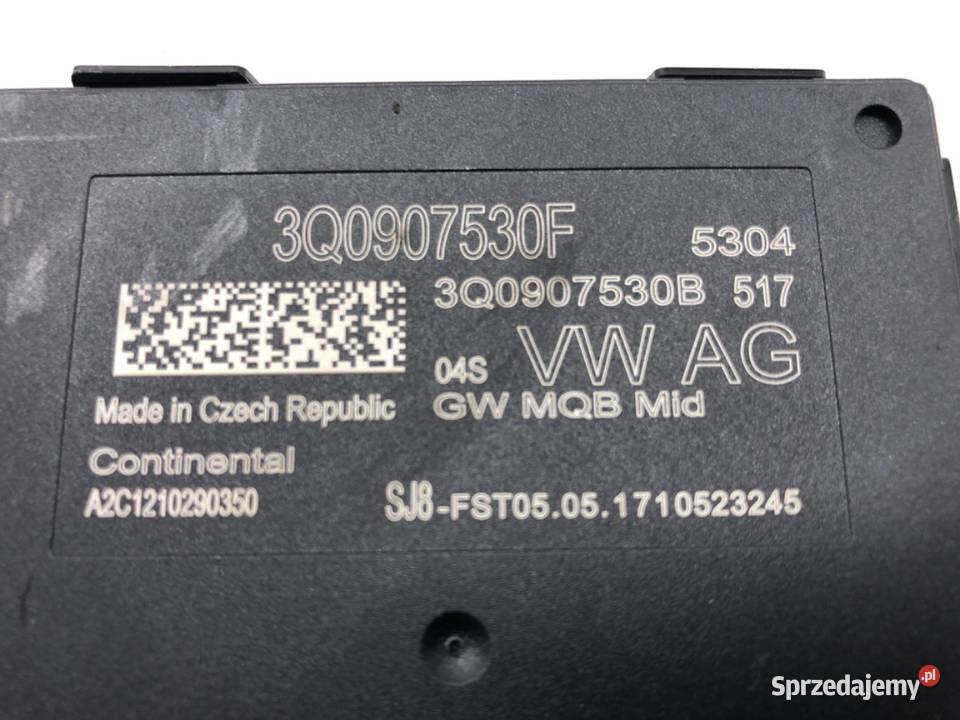 3Q0907530F 5304
3Q0907530B 517
04S VW AG
Made in Czech Republic GW MQB Mid
Continental
A2C1210290350 SJ8-FST05.05.1710523245
Sprzedajemy.pl